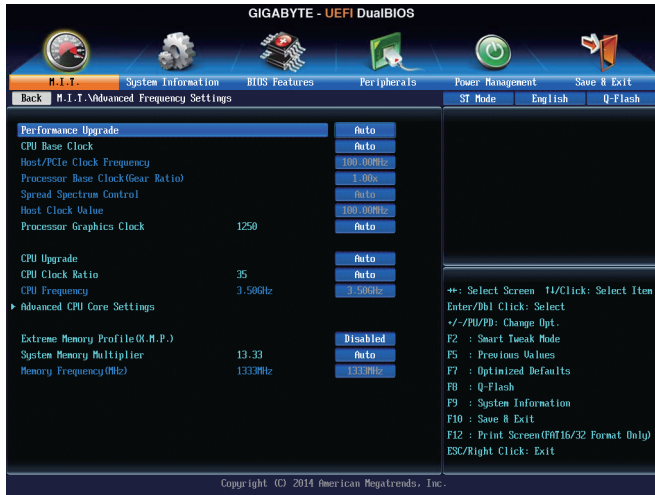 GIGABYTE - UEFI DualBIOS
M.I.T. System Information BIOS Features Peripherals Power Management Save & Exit
Back M.I.T.\Advanced Frequency Settings ST Mode English Q-Flash
Performance Upgrade Auto
CPU Base Clock Auto
Host/PCIe Clock Frequency 100.00MHz
Processor Base Clock(Gear Ratio) 1.00x
Spread Spectrum Control Auto
Host Clock Value 100.00MHz
Processor Graphics Clock 1250 Auto
CPU Upgrade Auto
CPU Clock Ratio 35 Auto
CPU Frequency 3.50GHz 3.50GHz
Advanced CPU Core Settings
Extreme Memory Profile(X.M.P.) Disabled
System Memory Multiplier 13.33 Auto
Memory Frequency(MHz) 1333MHz 1333MHz
→←: Select Screen ↑↓/Click: Select Item
Enter/Dbl Click: Select
+/-/PU/PD: Change Opt.
F2 : Smart Tweak Mode
F5 : Previous Values
F7 : Optimized Defaults
F8 : Q-Flash
F9 : System Information
F10 : Save & Exit
F12 : Print Screen(FAT16/32 Format Only)
ESC/Right Click: Exit
Copyright (C) 2014 American Megatrends, Inc.